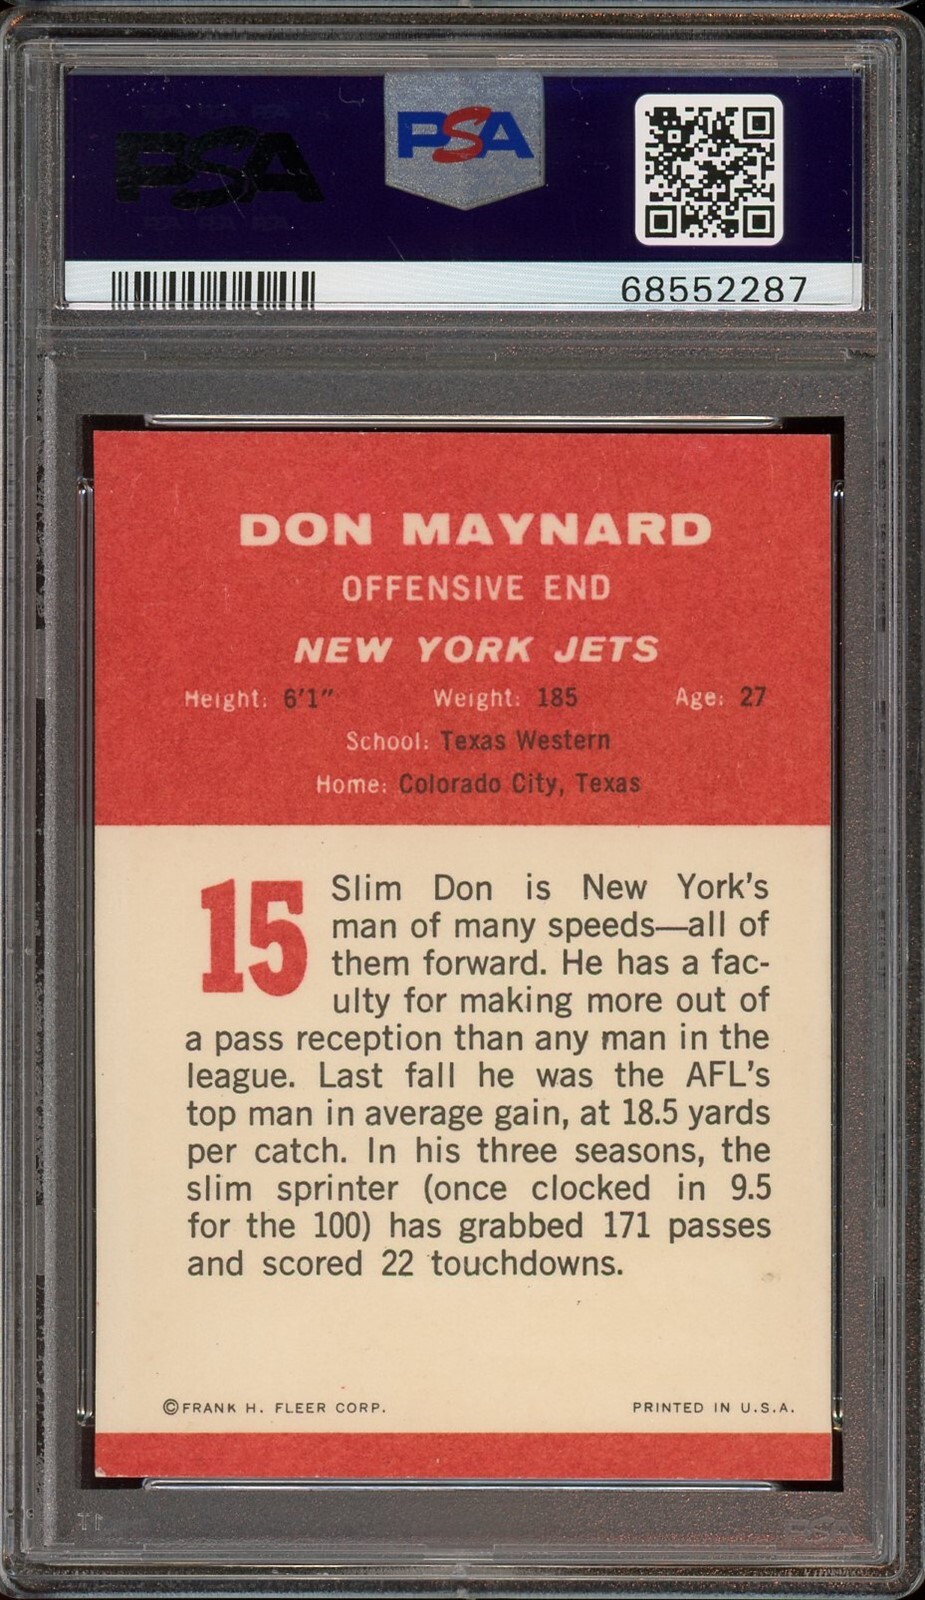 PSA
PSA
68552287
DON MAYNARD
OFFENSIVE END
NEW YORK JETS
Height: 6'1" Weight: 185 Age: 27
School: Texas Western
Home: Colorado City, Texas
15
Slim Don is New York's
man of many speeds—all of
them forward. He has a fac-
ulty for making more out of
a pass reception than any man in the
league. Last fall he was the AFL's
top man in average gain, at 18.5 yards
per catch. In his three seasons, the
slim sprinter (once clocked in 9.5
for the 100) has grabbed 171 passes
and scored 22 touchdowns.
©FRANK H. FLEER CORP. PRINTED IN U.S.A.
PSA